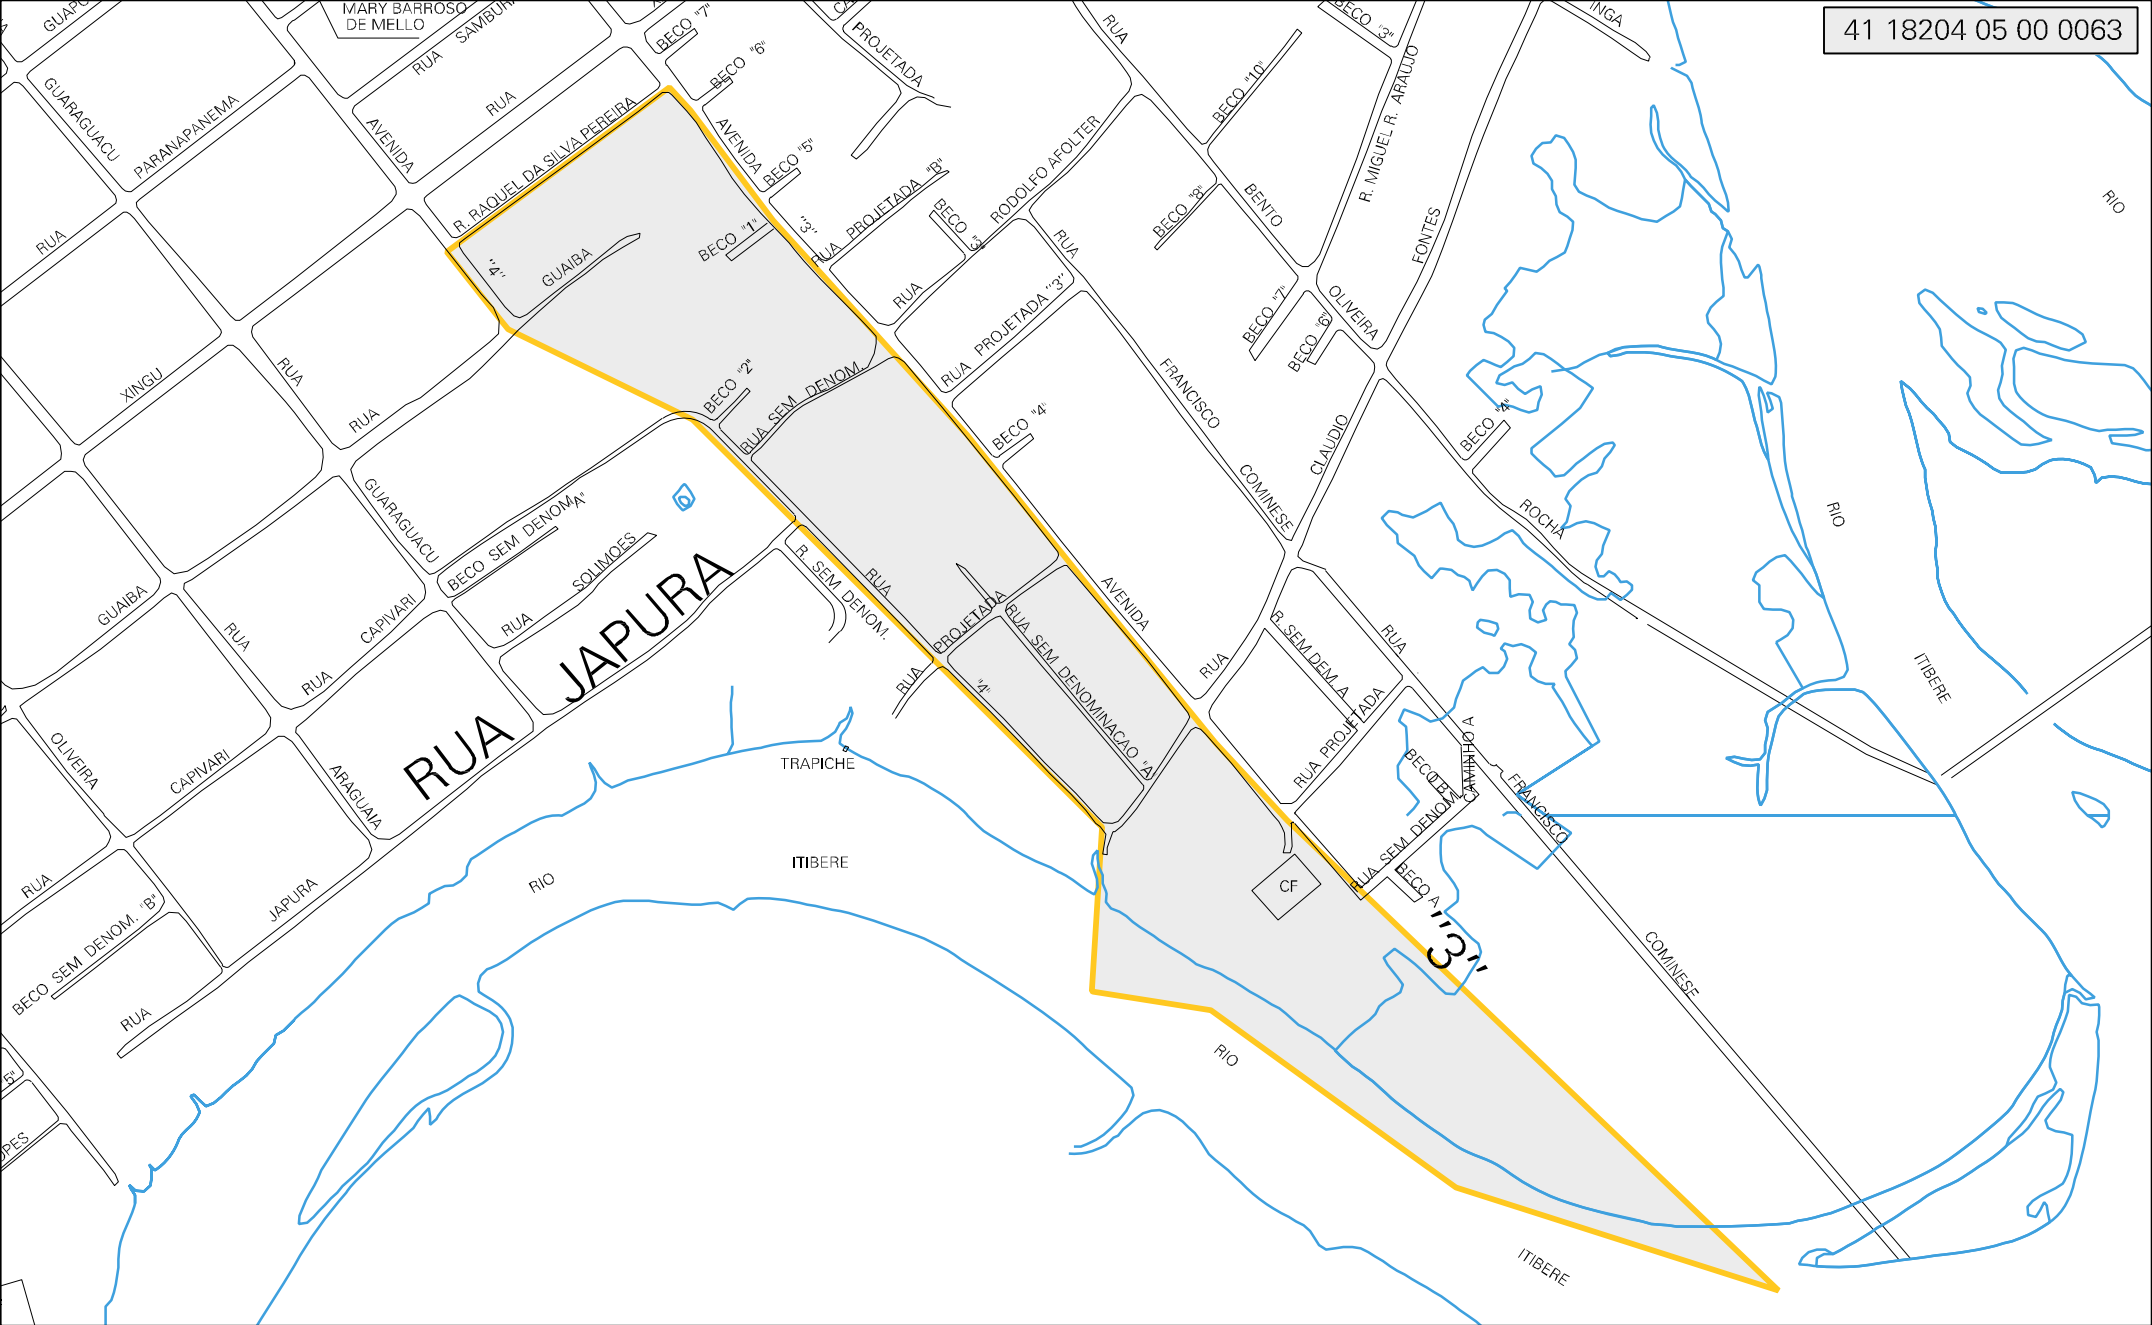 41 18204 05 00 0063
MARY BARROSO
DE MELLO
RUA
BECO "7"
PROJETADA
RUA
BECO "3"
INGA
GUARAGUACU
PARANAPANEMA
AVENIDA
RUA
BECO "6"
BECO "10"
R. MIGUEL R. ARAUJO
R. RAQUEL DA SILVA PEREIRA
AVENIDA
BECO "5"
RUA PROJETADA "B"
BECO "3"
RODOLFO AFOLTER
RUA
BECO "8"
BENTO
FONTES
RIO
RUA
"4"
GUAIBA
BECO "1"
"3"
RUA
RUA PROJETADA "3"
BECO "7"
OLIVEIRA
BECO "6"
XINGU
RUA
RUA
BECO "2"
RUA SEM DENOM.
BECO "4"
FRANCISCO
CLAUDIO
BECO "4"
COMINESE
ROCHA
RIO
GUARAGUACU
BECO SEM DENOM "A"
RUA SOLIMOES
RUA JAPURA
R. SEM DENOM.
RUA
PROJETADA
RUA
RUA SEM DENOMINACAO "A"
"4"
AVENIDA
RUA
R. SEM DEM. A
RUA
RUA PROJETADA
ITIBERE
GUAIBA
RUA
CAPIVARI
RUA
OLIVEIRA
CAPIVARI
ARAGUAIA
RUA
TRAPICHE
ITIBERE
RIO
CAMINHO A
FRANCISCO
RUA SEM DENOM.
BECO A
CF
"3"
COMINESE
JAPURA
BECO SEM DENOM. "B"
RUA
RIO
ITIBERE